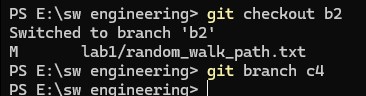 PS E:\sw engineering> git checkout b2
Switched to branch 'b2'
M       lab1/random_walk_path.txt
PS E:\sw engineering> git branch c4
PS E:\sw engineering>